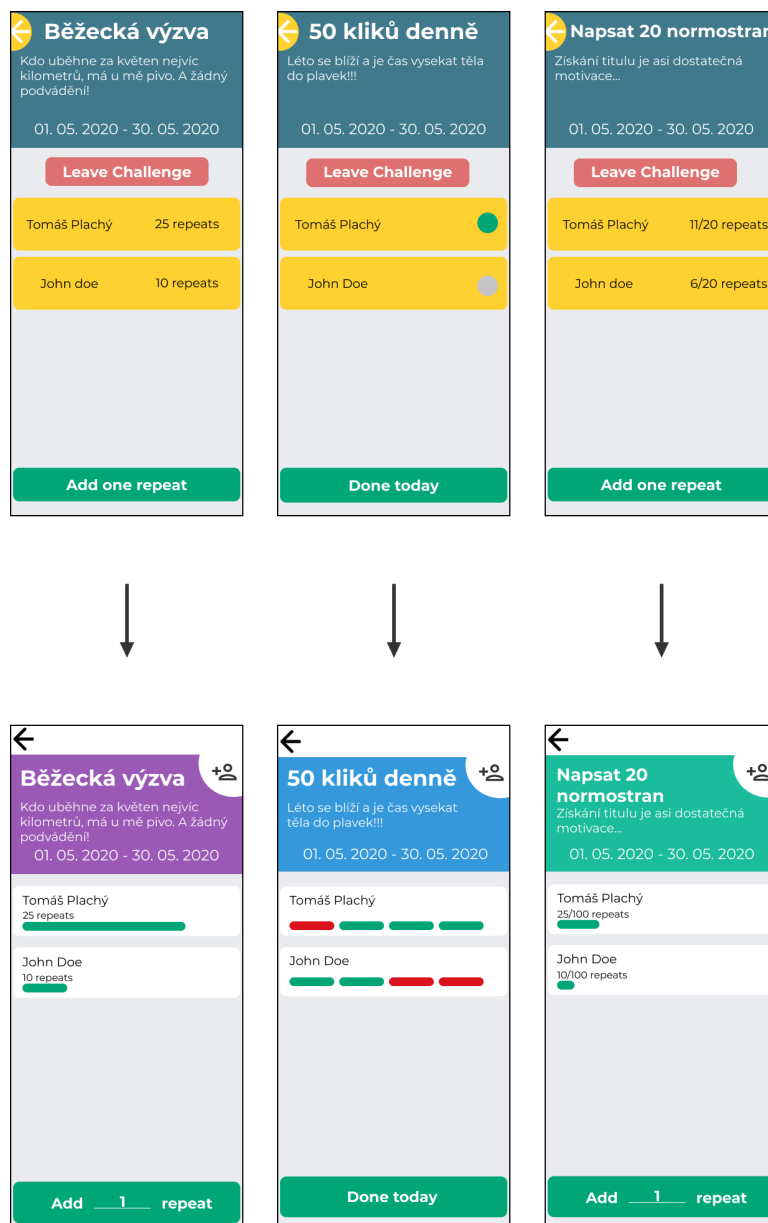 Běžecká výzva
Kdo uběhne za květen nejvíc
kilometrů, má u mě pivo. A žádný
podvádění!
01. 05. 2020 - 30. 05. 2020
Leave Challenge
Tomáš Plachý 25 repeats
John doe 10 repeats
Add one repeat
50 kliků denně
Léto se blíží a je čas vysekat těla
do plavek!!!
01. 05. 2020 - 30. 05. 2020
Leave Challenge
Tomáš Plachý
John Doe
Done today
Napsat 20 normostran
Získání titulu je asi dostatečná
motivace...
01. 05. 2020 - 30. 05. 2020
Leave Challenge
Tomáš Plachý 11/20 repeats
John doe 6/20 repeats
Add one repeat
Běžecká výzva
Kdo uběhne za květen nejvíc
kilometrů, má u mě pivo. A žádný
podvádění!
01. 05. 2020 - 30. 05. 2020
Tomáš Plachý
25 repeats
John Doe
10 repeats
Add 1 repeat
50 kliků denně
Léto se blíží a je čas vysekat
těla do plavek!!!
01. 05. 2020 - 30. 05. 2020
Tomáš Plachý
John Doe
Done today
Napsat 20
normostran
Získání titulu je asi dostatečná
motivace...
01. 05. 2020 - 30. 05. 2020
Tomáš Plachý
25/100 repeats
John Doe
10/100 repeats
Add 1 repeat